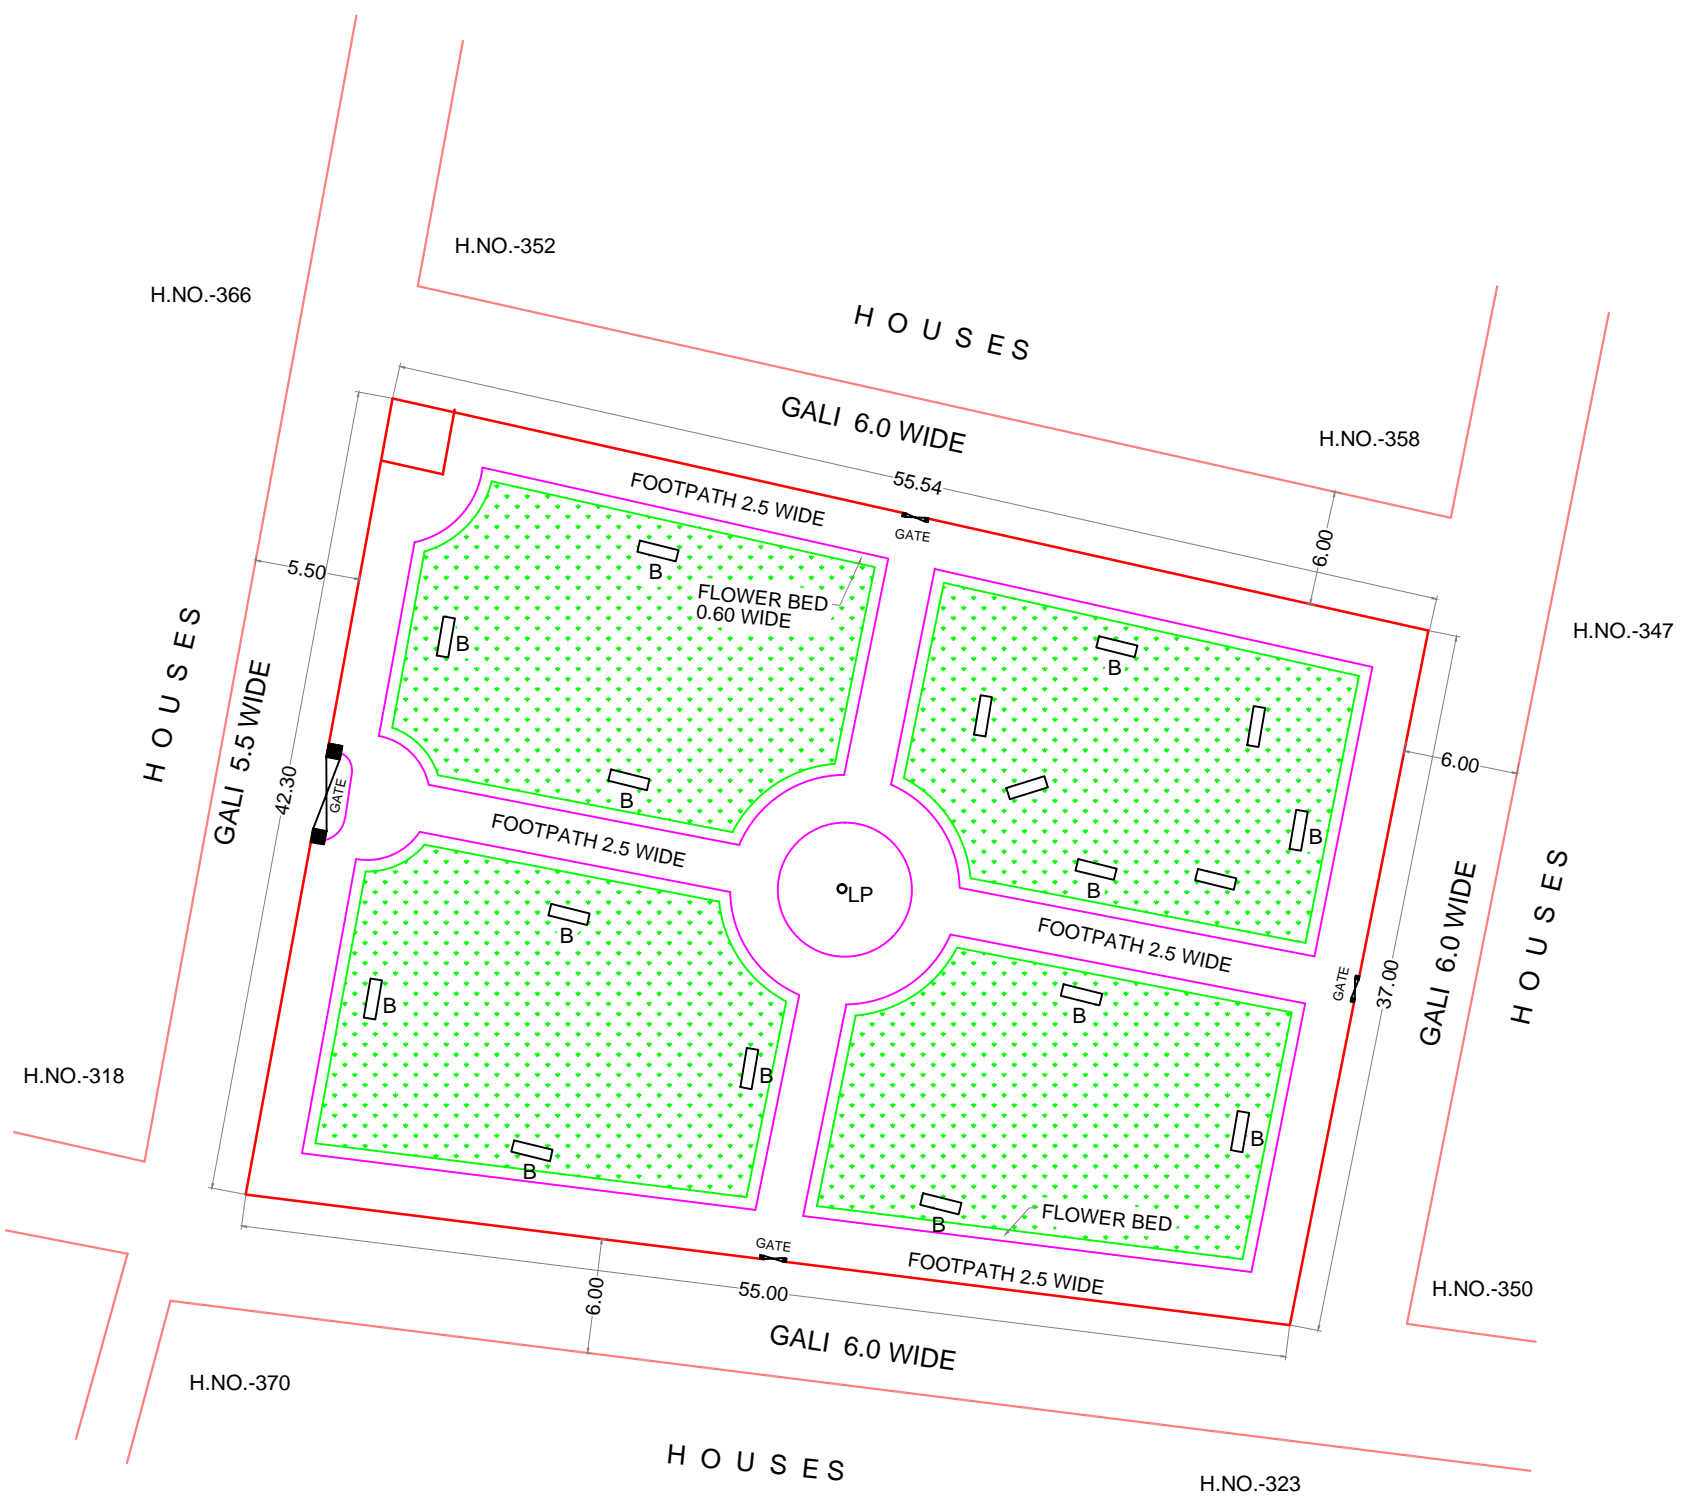 H.NO.-352
H.NO.-366
HOUSES
GALI 6.0 WIDE
H.NO.-358
55.54
FOOTPATH 2.5 WIDE
GATE
6.00
5.50
B
FLOWER BED
0.60 WIDE
B
H.NO.-347
B
HOUSES
GALI 5.5 WIDE
42.30
GATE
B
6.00
B
FOOTPATH 2.5 WIDE
B
LP
HOUSES
GALI 6.0 WIDE
B
FOOTPATH 2.5 WIDE
GATE
37.00
B
B
H.NO.-318
B
B
B
B
FLOWER BED
GATE
FOOTPATH 2.5 WIDE
6.00
55.00
H.NO.-350
GALI 6.0 WIDE
H.NO.-370
HOUSES
H.NO.-323